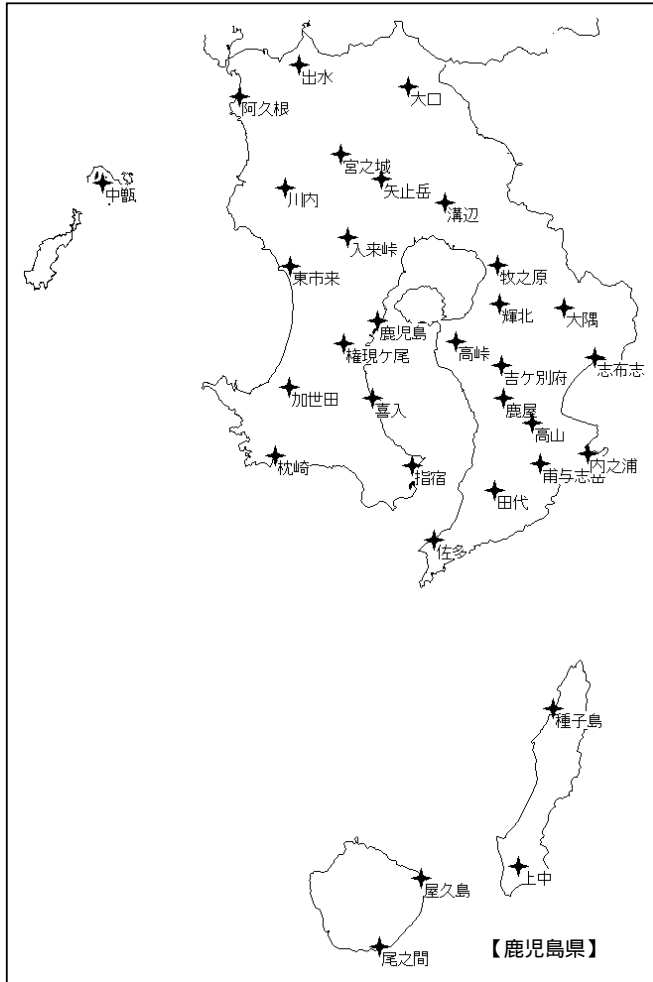 出水
大口
阿久根
宮之城
矢止岳
中甑
川内
溝辺
入来峠
東市来
牧之原
輝北
大隅
鹿児島
権現ケ尾
高峠
志布志
吉ケ別府
加世田
喜入
鹿屋
高山
枕崎
指宿
内之浦
甫与志岳
田代
佐多
種子島
上中
屋久島
尾之間
【鹿児島県】